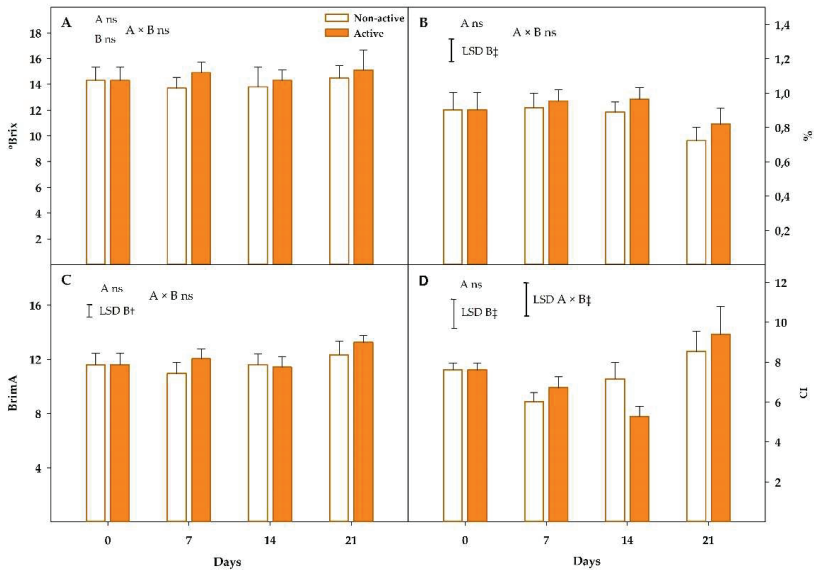 A
A ns
B ns
A × B ns
Non-active
Active
18
16
14
12
10
8
6
4
2
ºBrix
B
A ns
LSD B‡
A × B ns
1,4
1,2
1,0
0,8
0,6
0,4
0,2
%
C
A ns
LSD B†
A × B ns
16
12
8
4
BrimA
0
7
14
21
Days
D
A ns
LSD B‡
LSD A × B‡
12
10
8
6
4
2
CI
0
7
14
21
Days